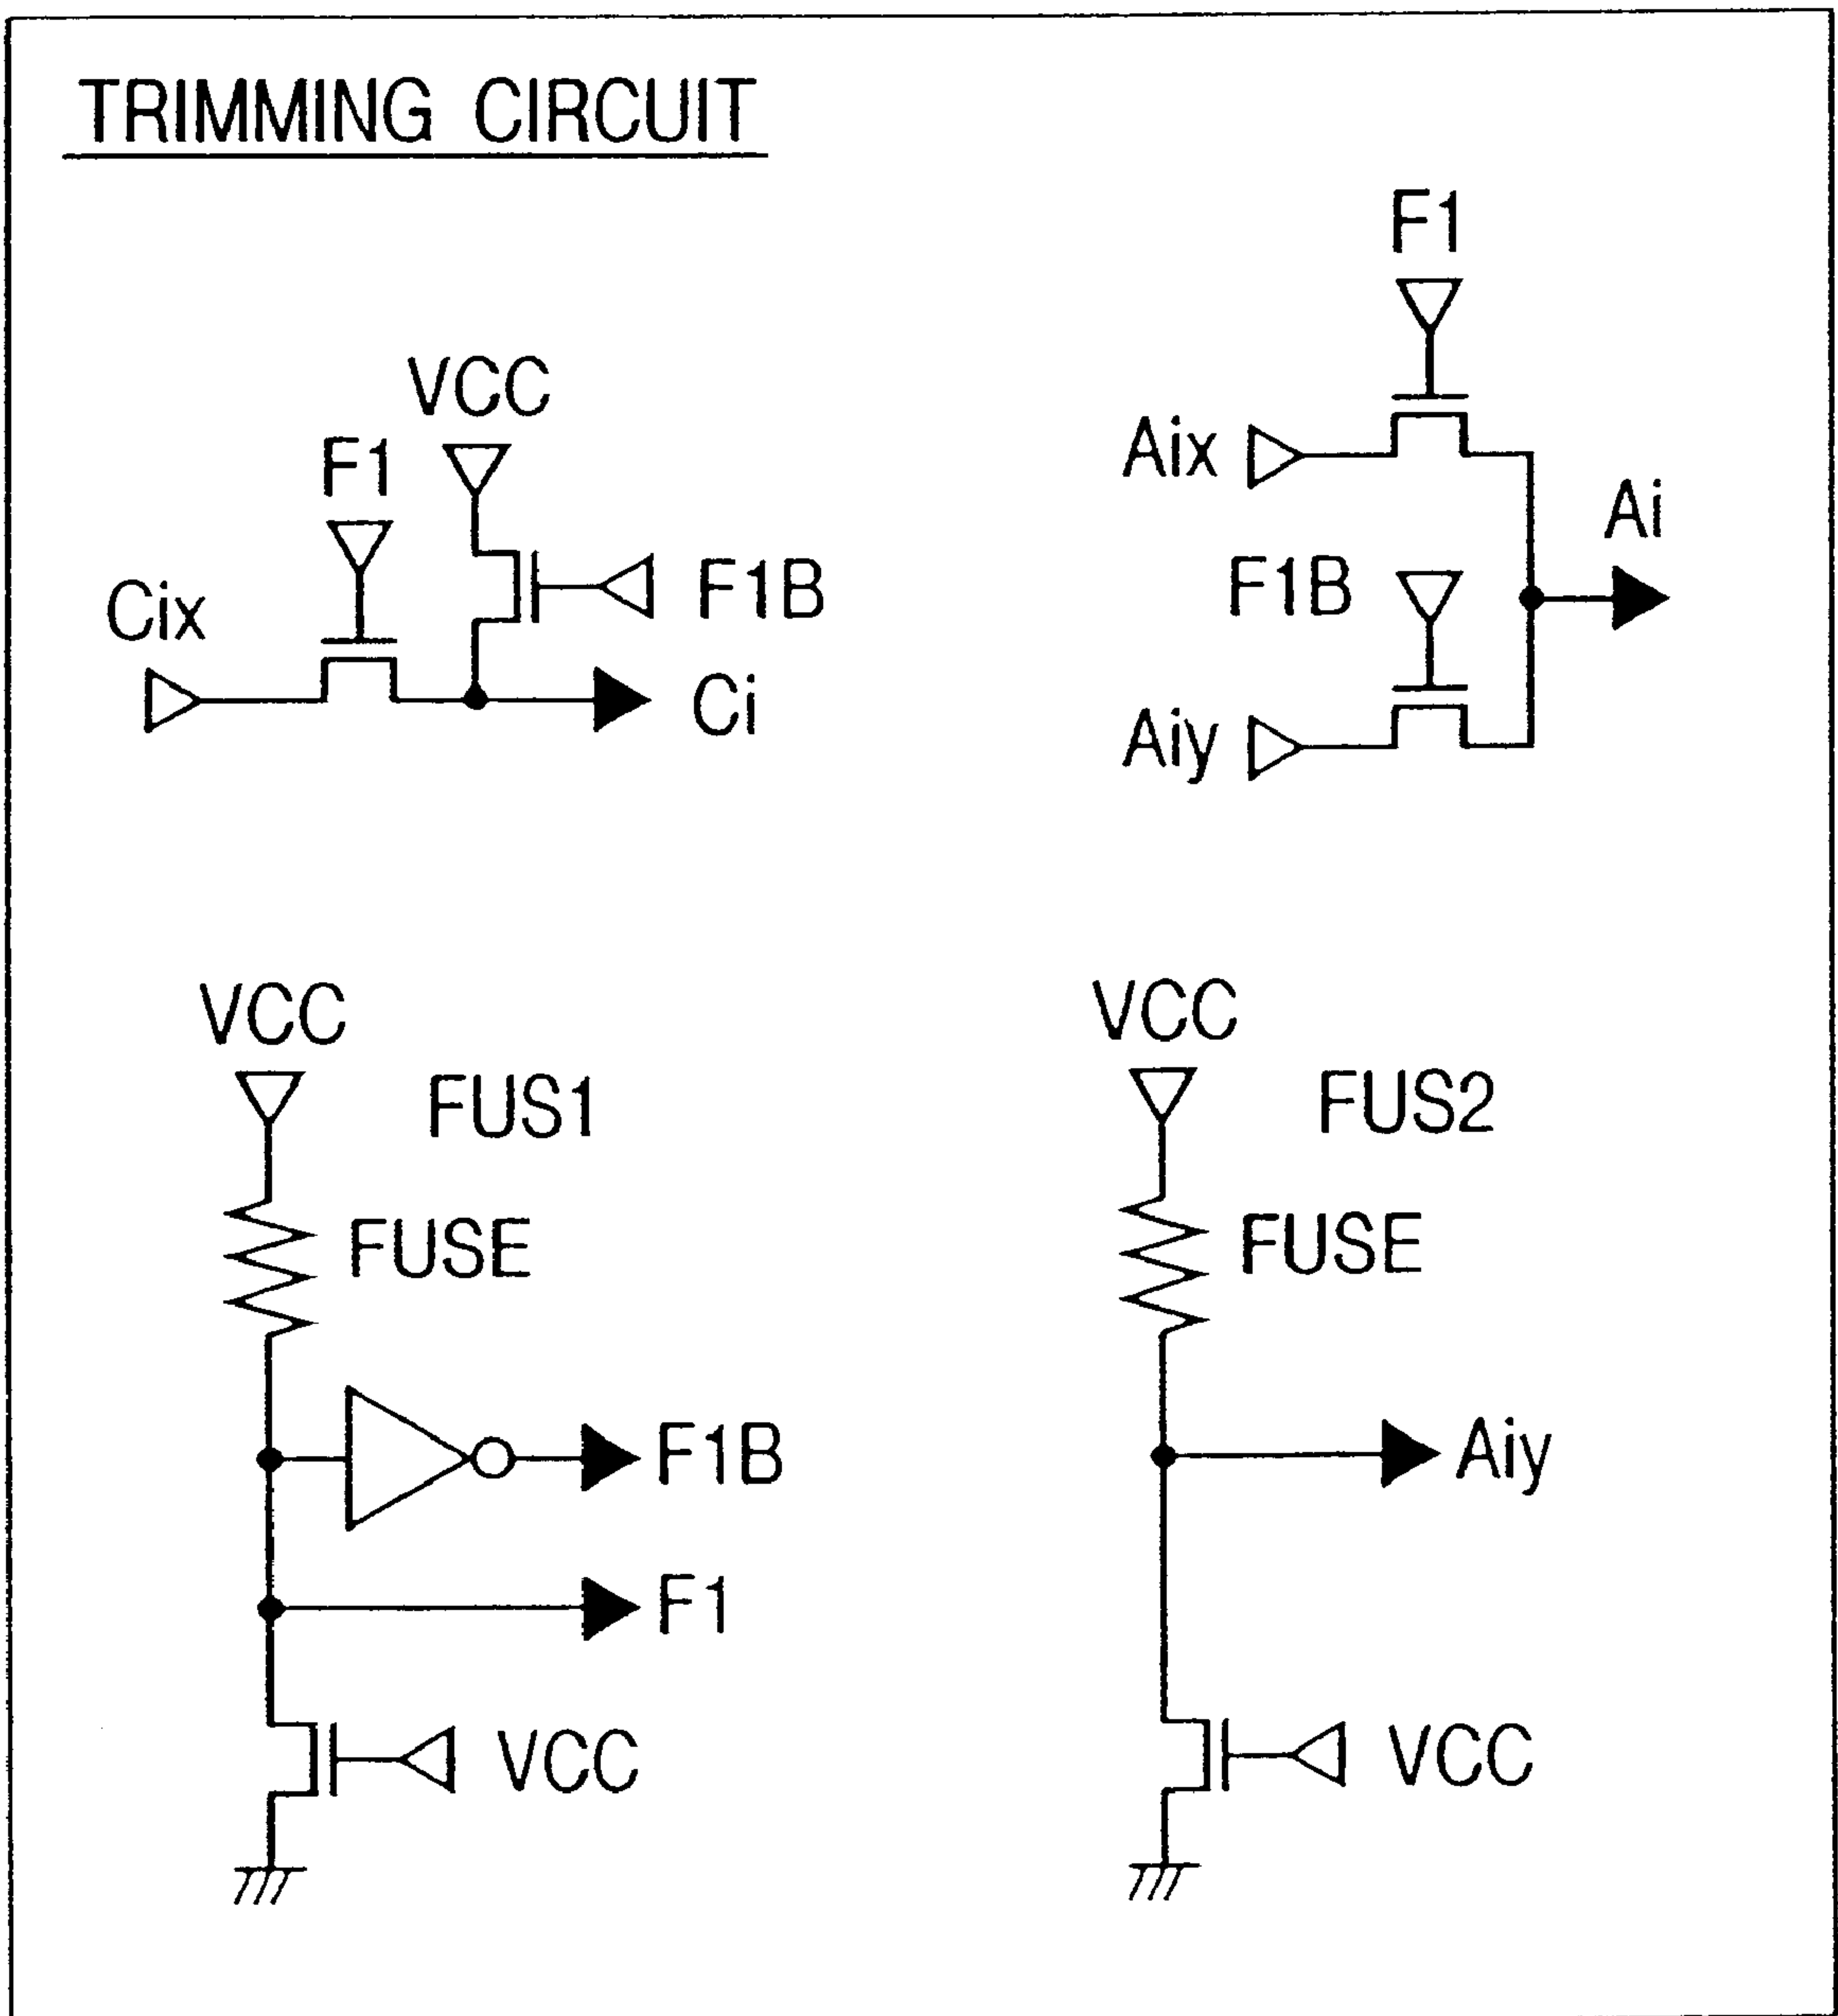 TRIMMING CIRCUIT
F1
VCC
F1
Aix
Ai
F1B
F1B
Cix
Ci
Aiy
VCC
VCC
FUS1
FUS2
FUSE
FUSE
F1B
Aiy
F1
VCC
VCC